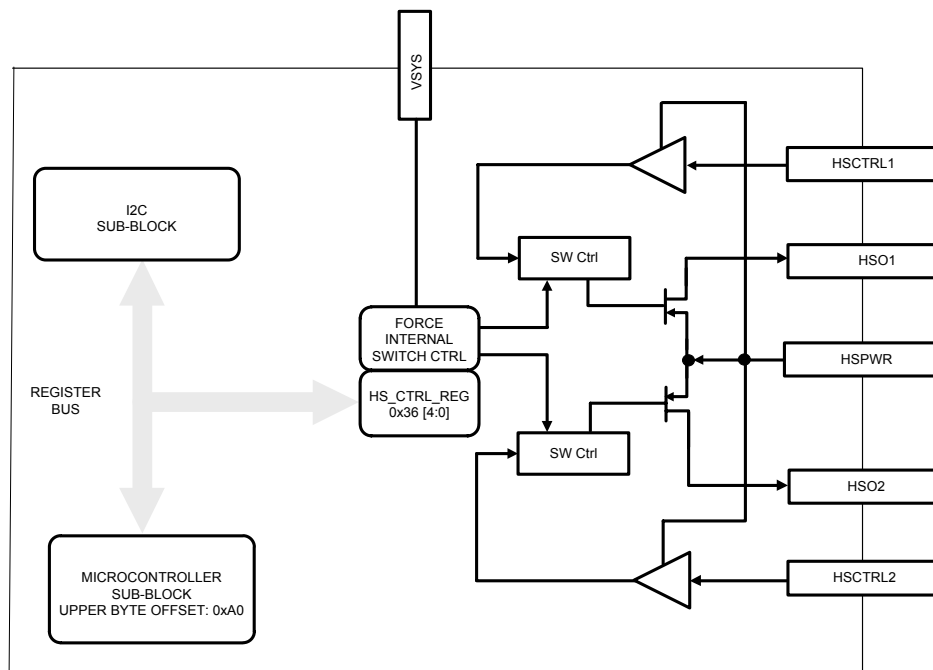 VSYS
HSCTRL1
I2C
SUB-BLOCK
SW Ctrl
HSO1
FORCE
INTERNAL
SWITCH CTRL
HSPWR
REGISTER
BUS
HS_CTRL_REG
0x36 [4:0]
SW Ctrl
HSO2
MICROCONTROLLER
SUB-BLOCK
UPPER BYTE OFFSET: 0xA0
HSCTRL2